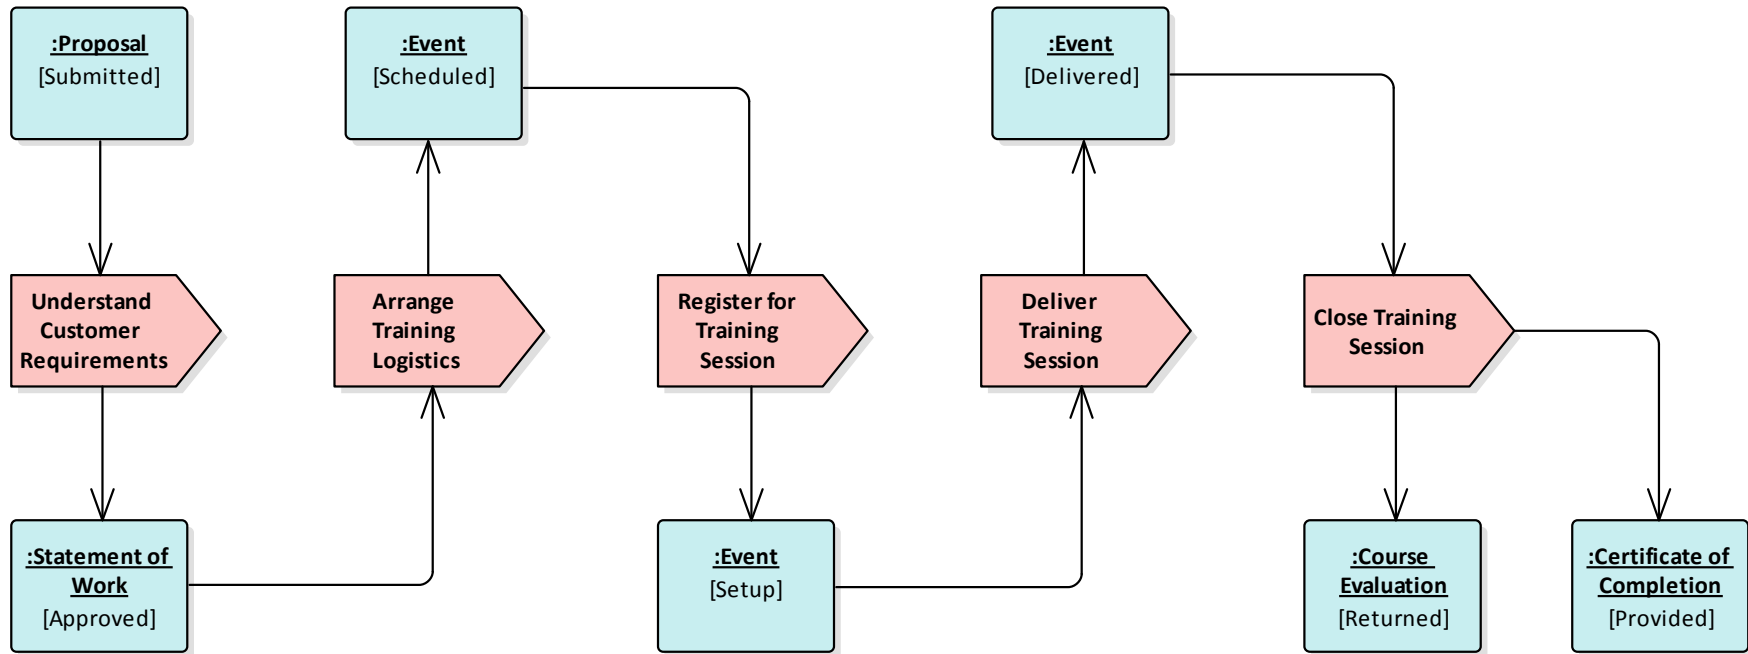 :Proposal
[Submitted]
:Event
[Scheduled]
:Event
[Delivered]
Understand
Customer
Requirements
Arrange
Training
Logistics
Register for
Training
Session
Deliver
Training
Session
Close Training
Session
:Statement of
Work
[Approved]
:Event
[Setup]
:Course
Evaluation
[Returned]
:Certificate of
Completion
[Provided]